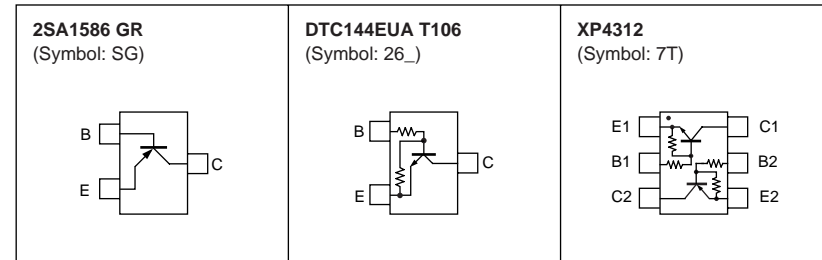 2SA1586 GR
(Symbol: SG)
B
E
C
DTC144EUA T106
(Symbol: 26_)
B
E
C
XP4312
(Symbol: 7T)
E1
C1
B1
B2
C2
E2